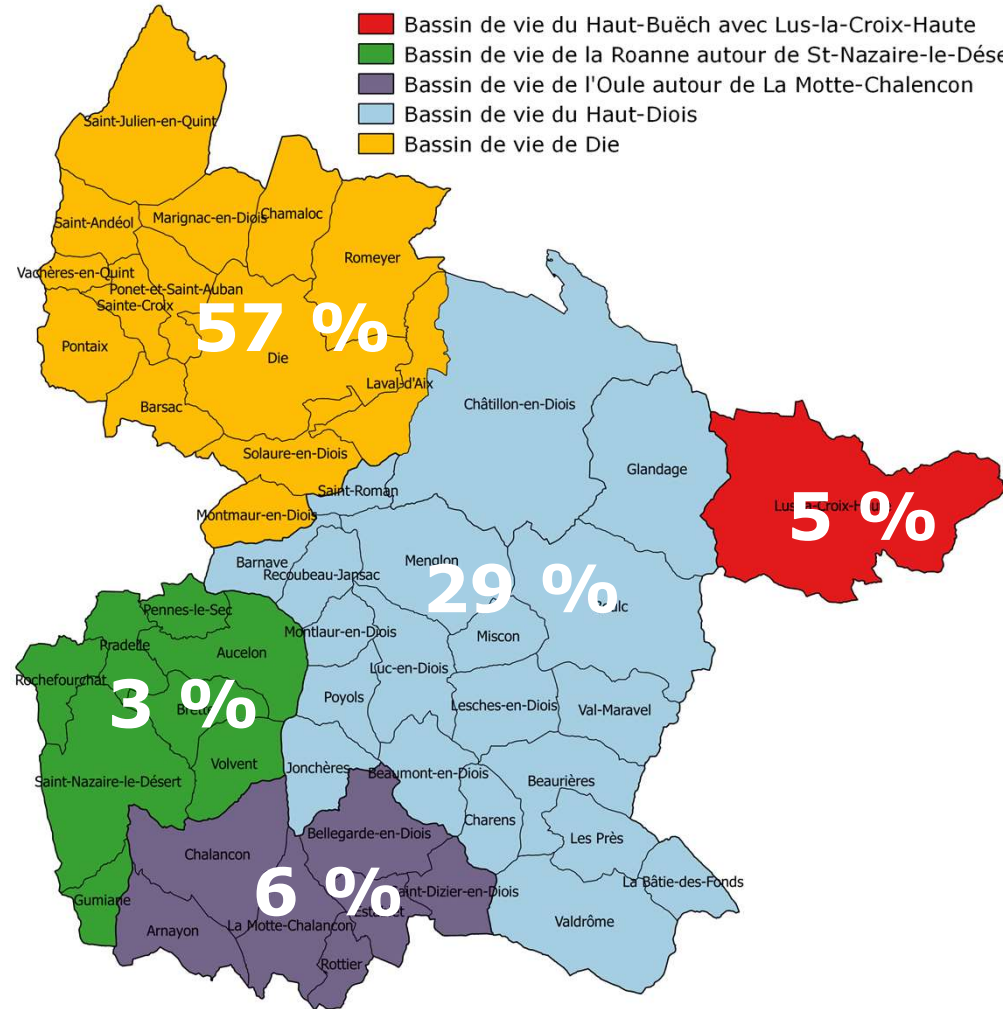 Bassin de vie du Haut-Buëch avec Lus-la-Croix-Haute
Bassin de vie de la Roanne autour de St-Nazaire-le-Dése
Bassin de vie de l'Oule autour de La Motte-Chalencon
Bassin de vie du Haut-Diois
Bassin de vie de Die
Saint-Julien-en-Quint
Saint-Andéol
Marignac-en-Diois
Chamaloc
Romeyer
Vachères-en-Quint
Ponet-et-Saint-Auban
Sainte-Croix
57 %
Pontaix
Die
Laval-d'Aix
Barsac
Châtillon-en-Diois
Solaure-en-Diois
Glandage
Saint-Roman
Montmaur-en-Diois
5 %
Barnave
Recoubeau-Jansac
Menglon
29 %
Pennes-le-Sec
Pradelle
Aucelon
Montlaur-en-Diois
Miscon
Luc-en-Diois
Rochefourchat
3 %
Poyols
Lesches-en-Diois
Val-Maravel
Volvent
Saint-Nazaire-le-Désert
Jonchères
Beaumont-en-Diois
Beaurières
Charens
Les Près
Bellegarde-en-Diois
Chalancon
La Bâtie-des-Fonds
6 %
Gumiane
Arnayon
La Motte-Chalancon
Valdrôme
Rottier